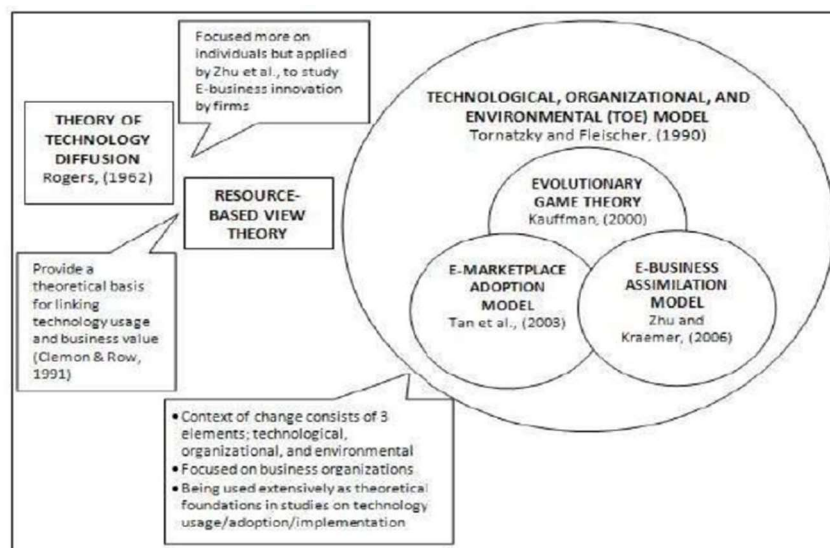 Focused more on
individuals but applied
by Zhu et al., to study
E-business innovation
by firms
THEORY OF
TECHNOLOGY
DIFFUSION
Rogers, (1962)
RESOURCE-
BASED VIEW
THEORY
Provide a
theoretical basis
for linking
technology usage
and business value
(Clemon & Row,
1991)
TECHNOLOGICAL, ORGANIZATIONAL, AND
ENVIRONMENTAL (TOE) MODEL
Tornatzky and Fleischer, (1990)
EVOLUTIONARY
GAME THEORY
Kauffman, (2000)
E-MARKETPLACE
ADOPTION
MODEL
Tan et al., (2003)
E-BUSINESS
ASSIMILATION
MODEL
Zhu and
Kraemer, (2006)
• Context of change consists of 3
elements; technological,
organizational, and environmental
• Focused on business organizations
• Being used extensively as theoretical
foundations in studies on technology
usage/adoption/implementation